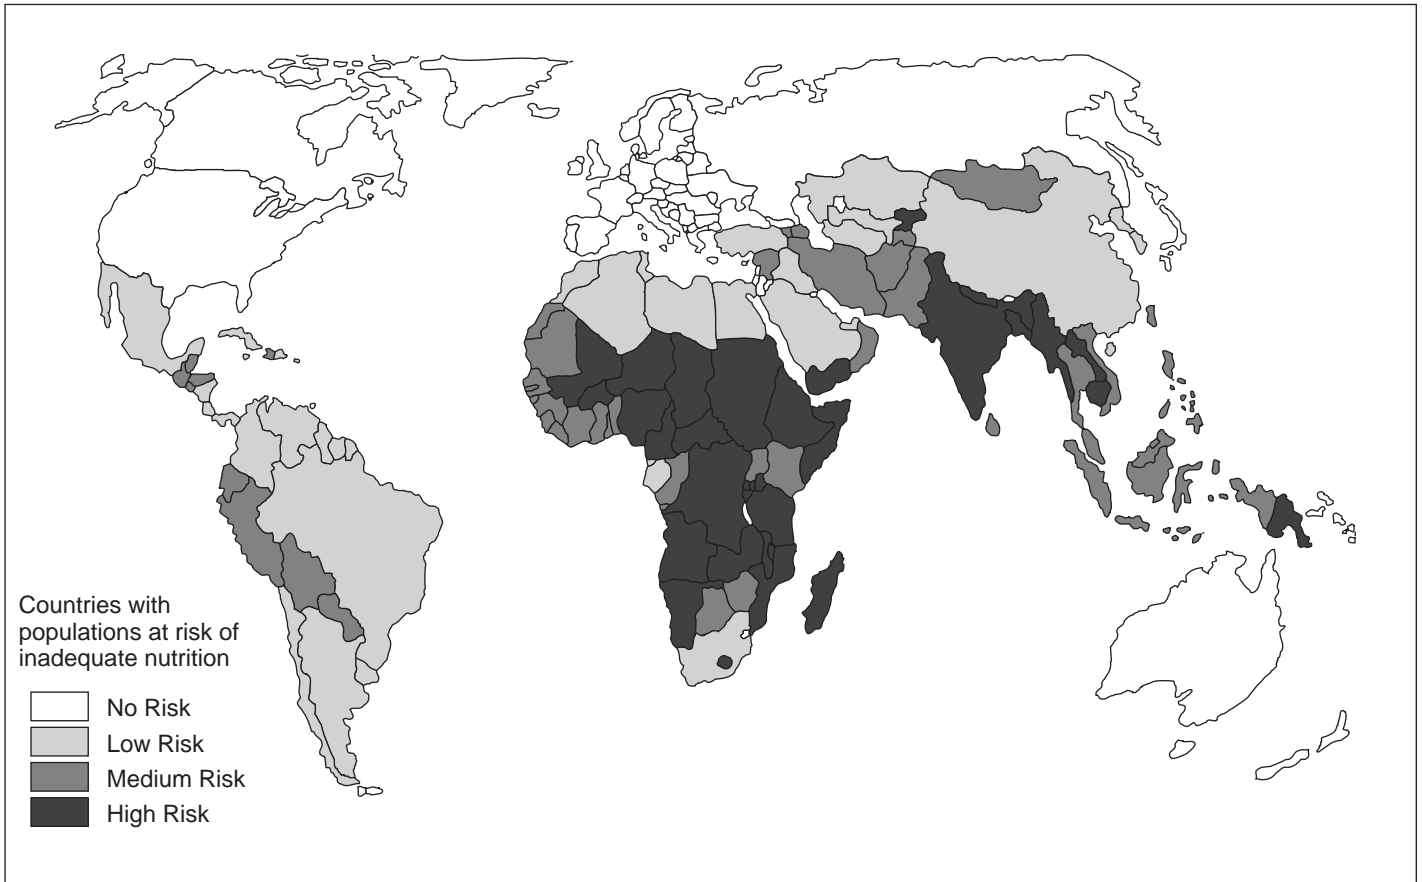 Countries with
populations at risk of
inadequate nutrition
No Risk
Low Risk
Medium Risk
High Risk